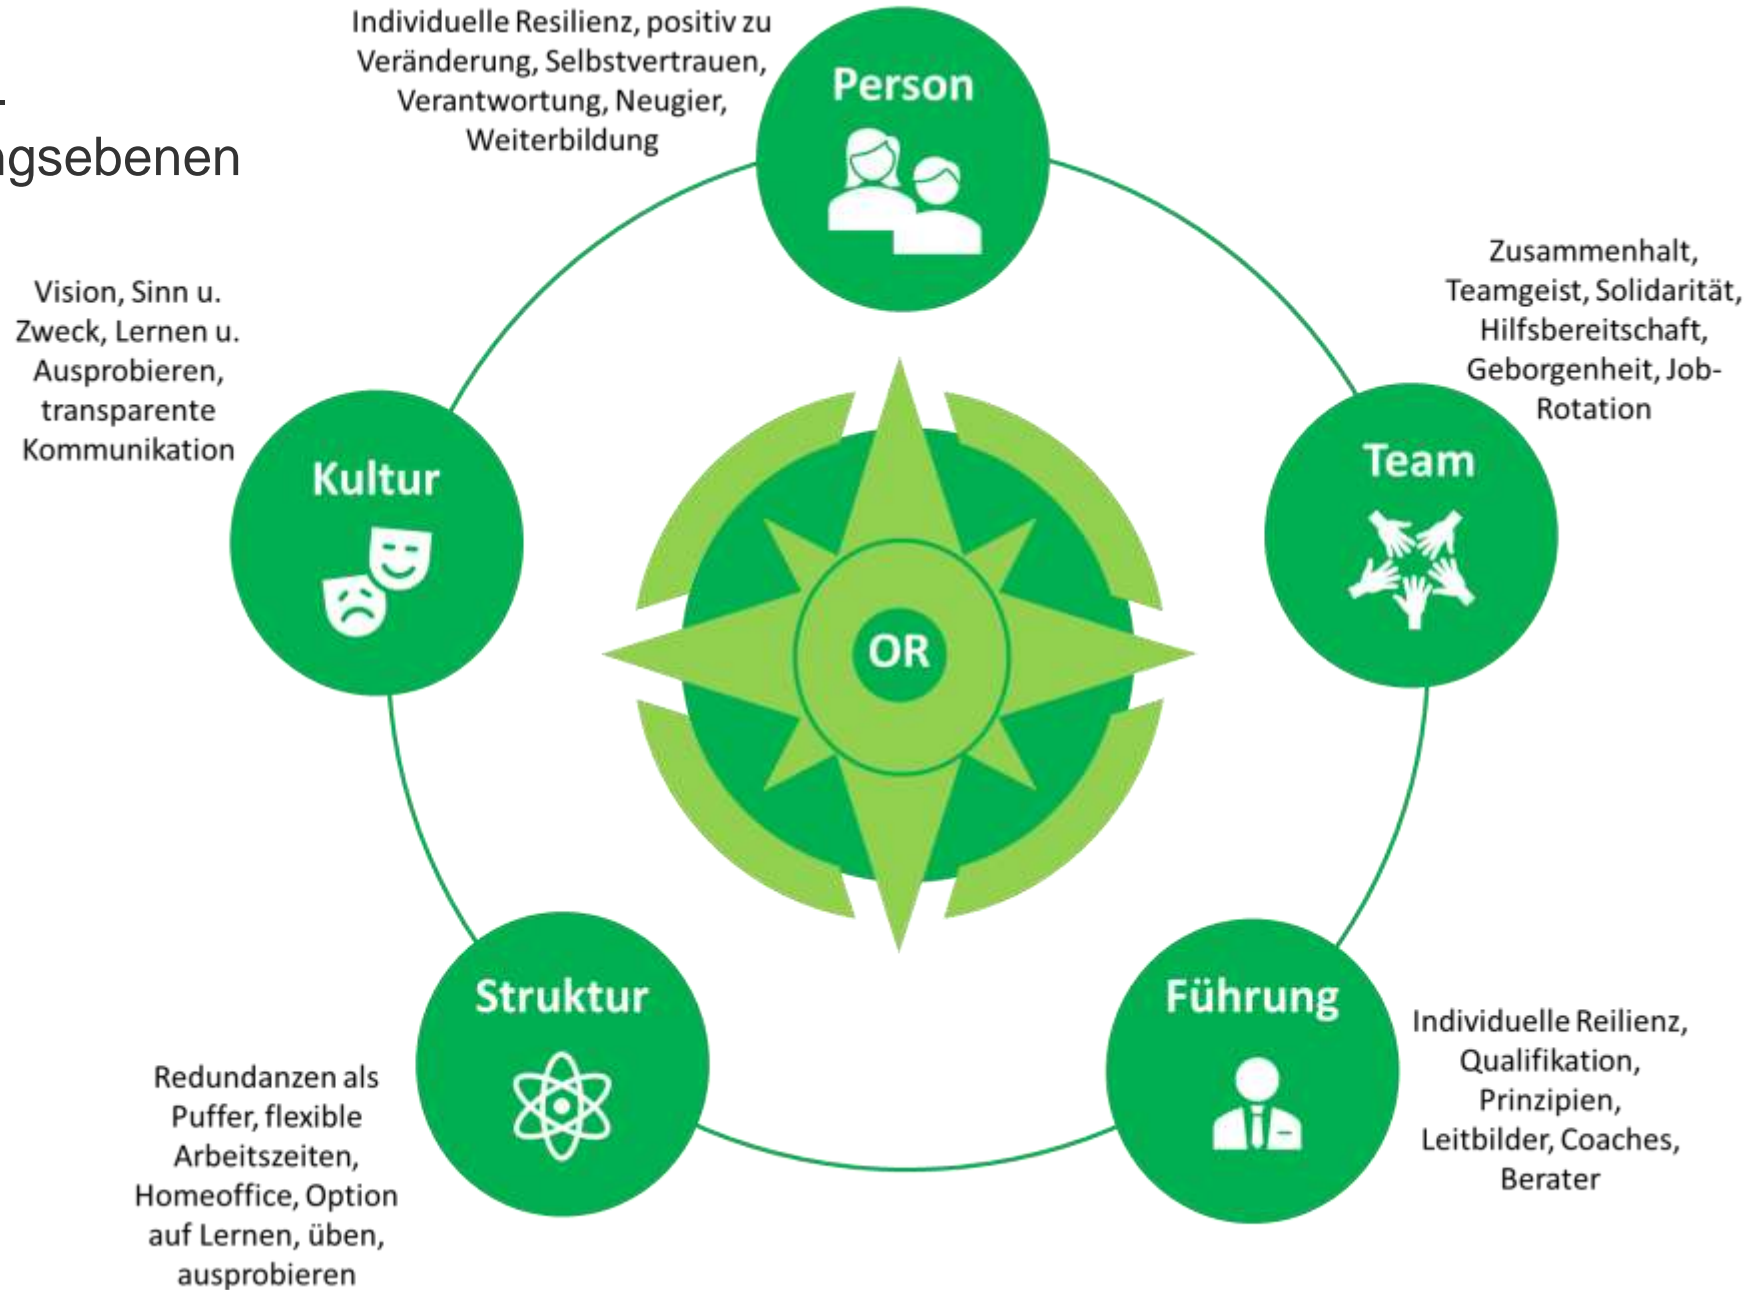 ngsebenen
Individuelle Resilienz, positiv zu
Veränderung, Selbstvertrauen,
Verantwortung, Neugier,
Weiterbildung
Person
Zusammenhalt,
Teamgeist, Solidarität,
Hilfsbereitschaft,
Geborgenheit, Job-
Rotation
Team
Vision, Sinn u.
Zweck, Lernen u.
Ausprobieren,
transparente
Kommunikation
Kultur
OR
Struktur
Redundanzen als
Puffer, flexible
Arbeitszeiten,
Homeoffice, Option
auf Lernen, üben,
ausprobieren
Führung
Individuelle Reilienz,
Qualifikation,
Prinzipien,
Leitbilder, Coaches,
Berater